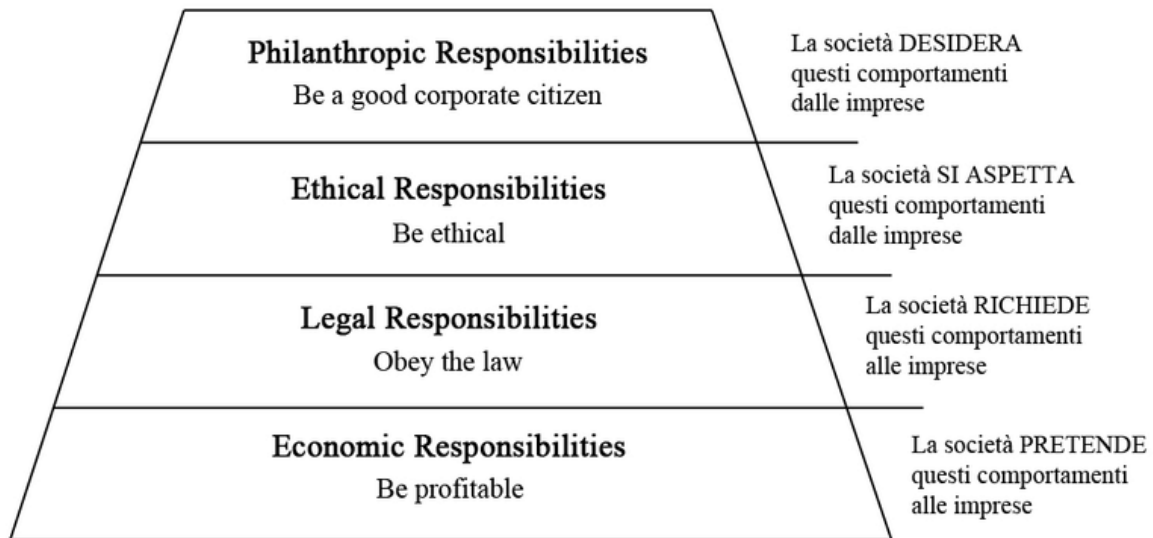 Philanthropic Responsibilities
Be a good corporate citizen
La società DESIDERA
questi comportamenti
dalle imprese
Ethical Responsibilities
Be ethical
La società SI ASPETTA
questi comportamenti
dalle imprese
Legal Responsibilities
Obey the law
La società RICHIEDE
questi comportamenti
alle imprese
Economic Responsibilities
Be profitable
La società PRETENDE
questi comportamenti
alle imprese